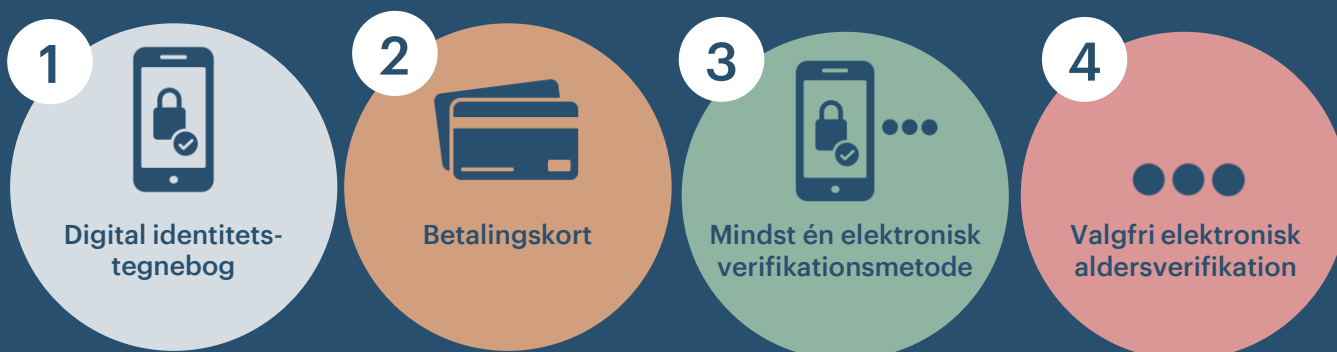 1
Digital identitets-
tegnebog
2
Betalingskort
3
Mindst én elektronisk
verifikationsmetode
4
Valgfri elektronisk
aldersverifikation